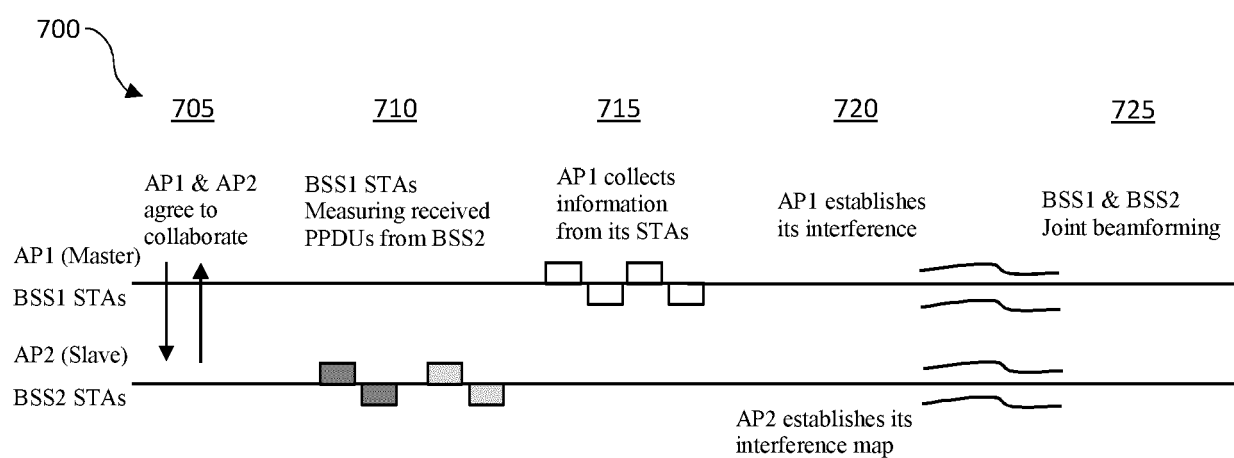 700
705
710
715
720
725
AP1 & AP2
agree to
collaborate
BSS1 STAs
Measuring received
PPDUs from BSS2
AP1 collects
information
from its STAs
AP1 establishes
its interference
BSS1 & BSS2
Joint beamforming
AP1 (Master)
BSS1 STAs
AP2 (Slave)
BSS2 STAs
AP2 establishes its
interference map